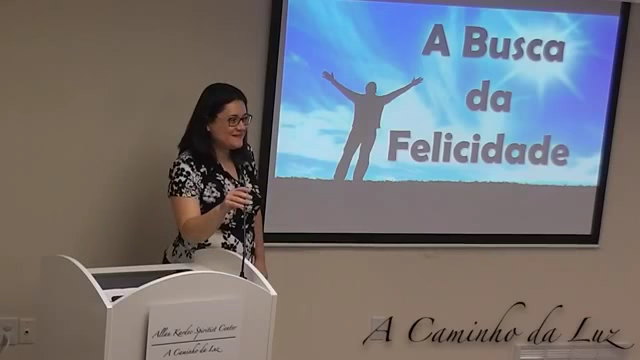 A Busca
da
Felicidade
Allan Kardec Spiritist Center
A Caminho da Luz
A Caminho da Luz